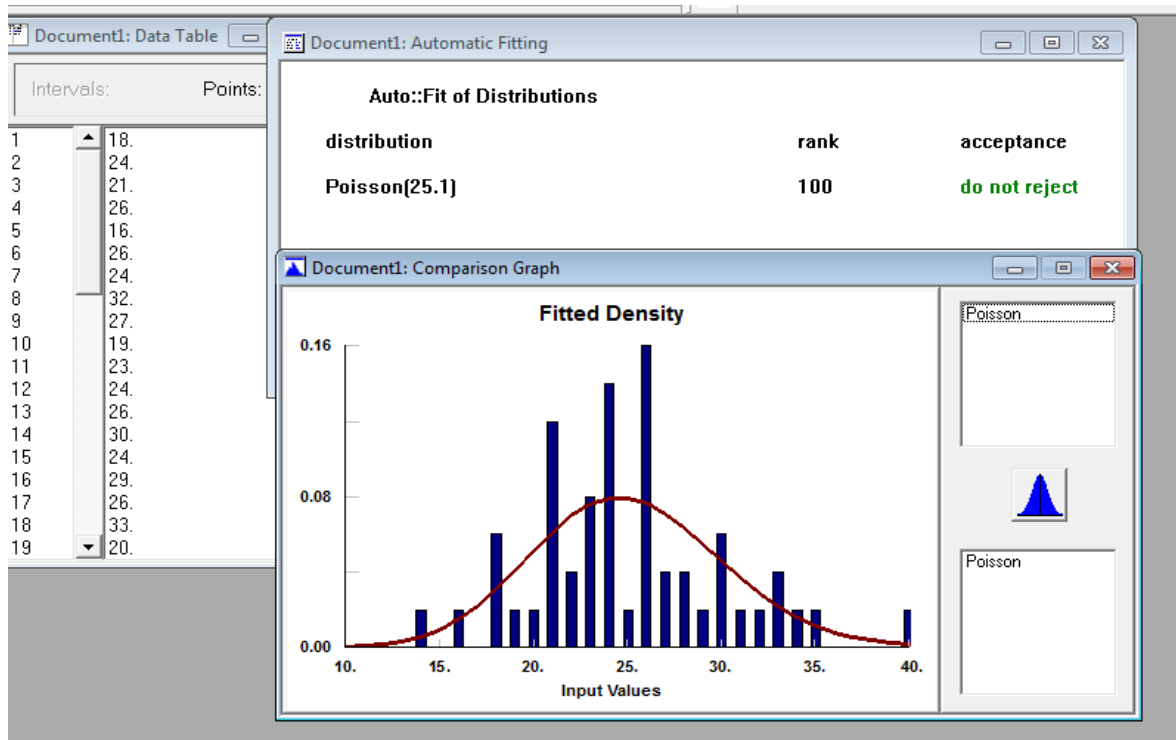 Document1: Data Table
Intervals: Points:
1 18.
2 24.
3 21.
4 26.
5 16.
6 26.
7 24.
8 32.
9 27.
10 19.
11 23.
12 24.
13 26.
14 30.
15 24.
16 29.
17 26.
18 33.
19 20.
Document1: Automatic Fitting
Auto::Fit of Distributions
distribution rank acceptance
Poisson(25.1) 100 do not reject
Document1: Comparison Graph
Fitted Density
0.16
0.08
0.00
10. 15. 20. 25. 30. 35. 40.
Input Values
Poisson
Poisson